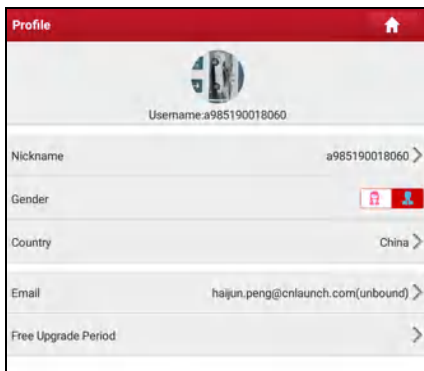 Profile
Username:a985190018060
Nickname a985190018060
Gender
Country China
Email haijun.peng@cnlaunch.com(unbound)
Free Upgrade Period